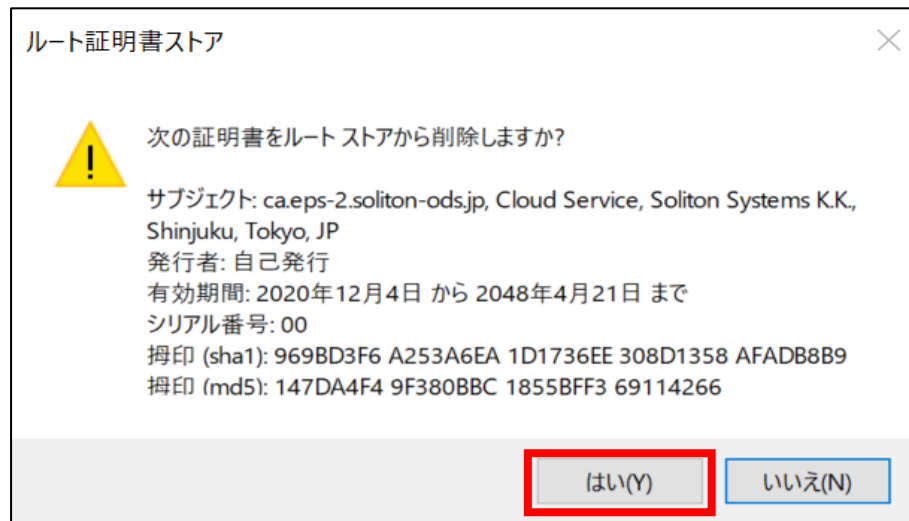 ルート証明書ストア
次の証明書をルート ストアから削除しますか?
サブジェクト: ca.eps-2.soliton-ods.jp, Cloud Service, Soliton Systems K.K.,
Shinjuku, Tokyo, JP
発行者: 自己発行
有効期間: 2020年12月4日 から 2048年4月21日 まで
シリアル番号: 00
拇印 (sha1): 969BD3F6 A253A6EA 1D1736EE 308D1358 AFADB8B9
拇印 (md5): 147DA4F4 9F380BBC 1855BFF3 69114266
はい(Y)
いいえ(N)